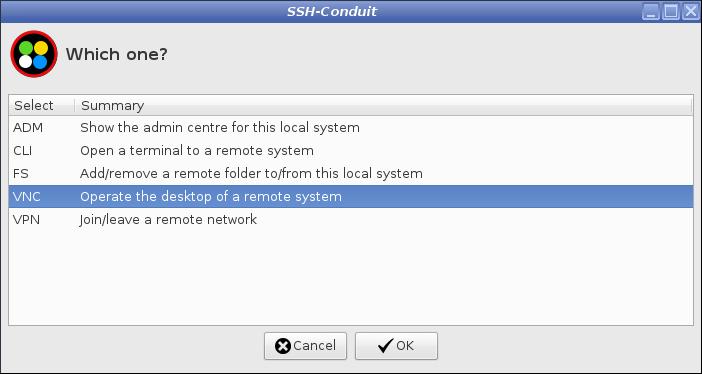 SSH-Conduit
Which one?
Select Summary
ADM Show the admin centre for this local system
CLI Open a terminal to a remote system
FS Add/remove a remote folder to/from this local system
VNC Operate the desktop of a remote system
VPN Join/leave a remote network
Cancel OK